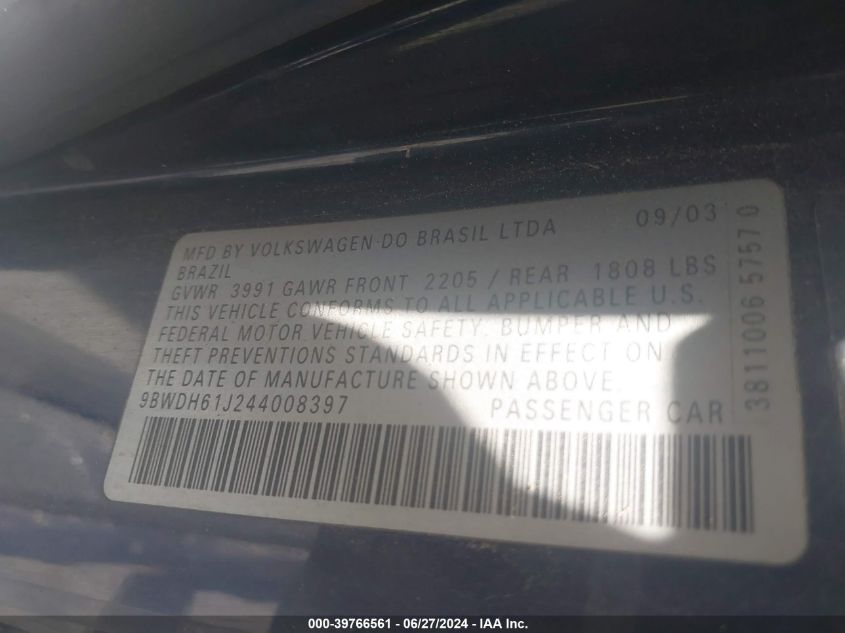 MFD BY VOLKSWAGEN DO BRASIL LTDA 09/03
BRAZIL
GVWR 3991 GAWR FRONT 2205 / REAR 1808 LBS
THIS VEHICLE CONFORMS TO ALL APPLICABLE U.S.
FEDERAL MOTOR VEHICLE SAFETY, BUMPER AND
THEFT PREVENTIONS STANDARDS IN EFFECT ON
THE DATE OF MANUFACTURE SHOWN ABOVE.
9BWDH61J244008397 PASSENGER CAR
3811006 5757 0
000-39766561 - 06/27/2024 - IAA Inc.